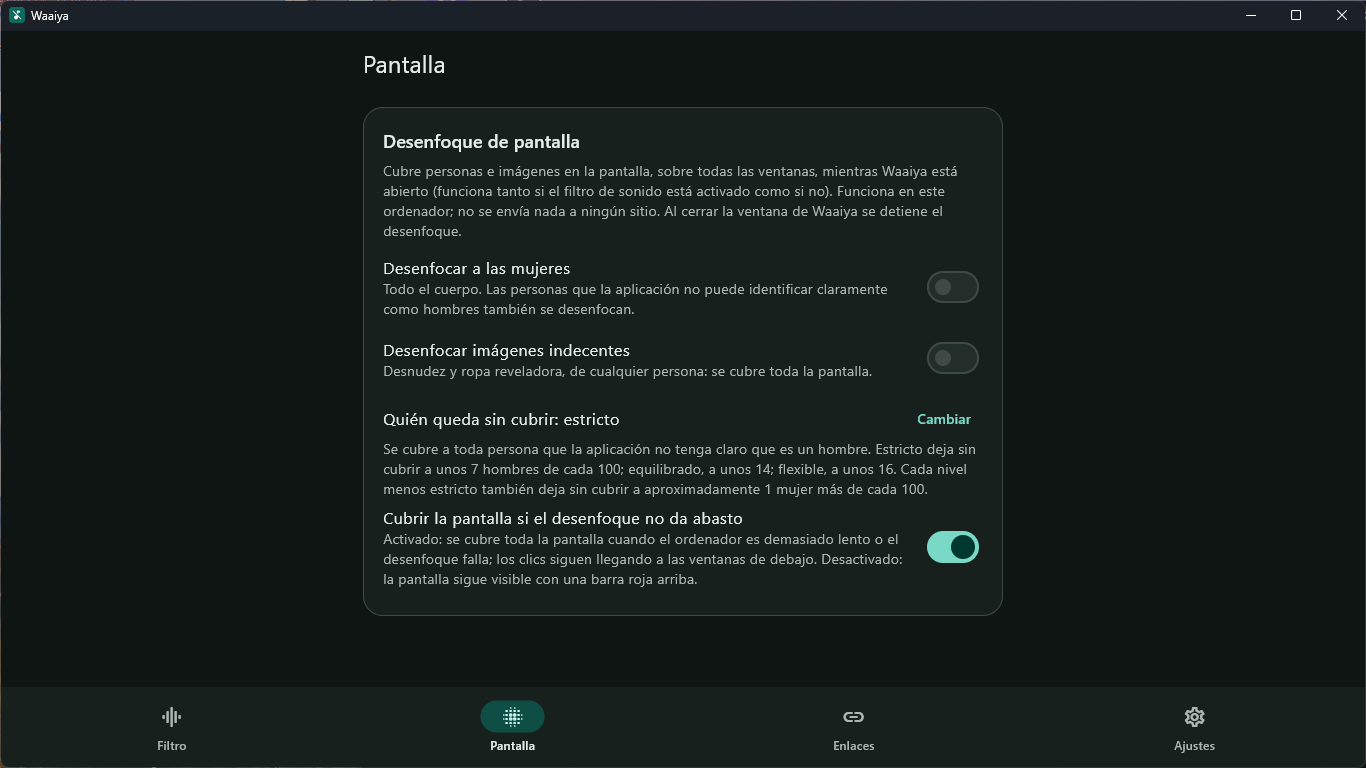 Waaiya
Pantalla
Desenfoque de pantalla
Cubre personas e imágenes en la pantalla, sobre todas las ventanas, mientras Waaiya está
abierto (funciona tanto si el filtro de sonido está activado como si no). Funciona en este
ordenador; no se envía nada a ningún sitio. Al cerrar la ventana de Waaiya se detiene el
desenfoque.
Desenfocar a las mujeres
Todo el cuerpo. Las personas que la aplicación no puede identificar claramente
como hombres también se desenfocan.
Desenfocar imágenes indecentes
Desnudez y ropa reveladora, de cualquier persona: se cubre toda la pantalla.
Quién queda sin cubrir: estricto
Cambiar
Se cubre a toda persona que la aplicación no tenga claro que es un hombre. Estricto deja sin
cubrir a unos 7 hombres de cada 100; equilibrado, a unos 14; flexible, a unos 16. Cada nivel
menos estricto también deja sin cubrir a aproximadamente 1 mujer más de cada 100.
Cubrir la pantalla si el desenfoque no da abasto
Activado: se cubre toda la pantalla cuando el ordenador es demasiado lento o el
desenfoque falla; los clics siguen llegando a las ventanas de debajo. Desactivado:
la pantalla sigue visible con una barra roja arriba.
Filtro
Pantalla
Enlaces
Ajustes